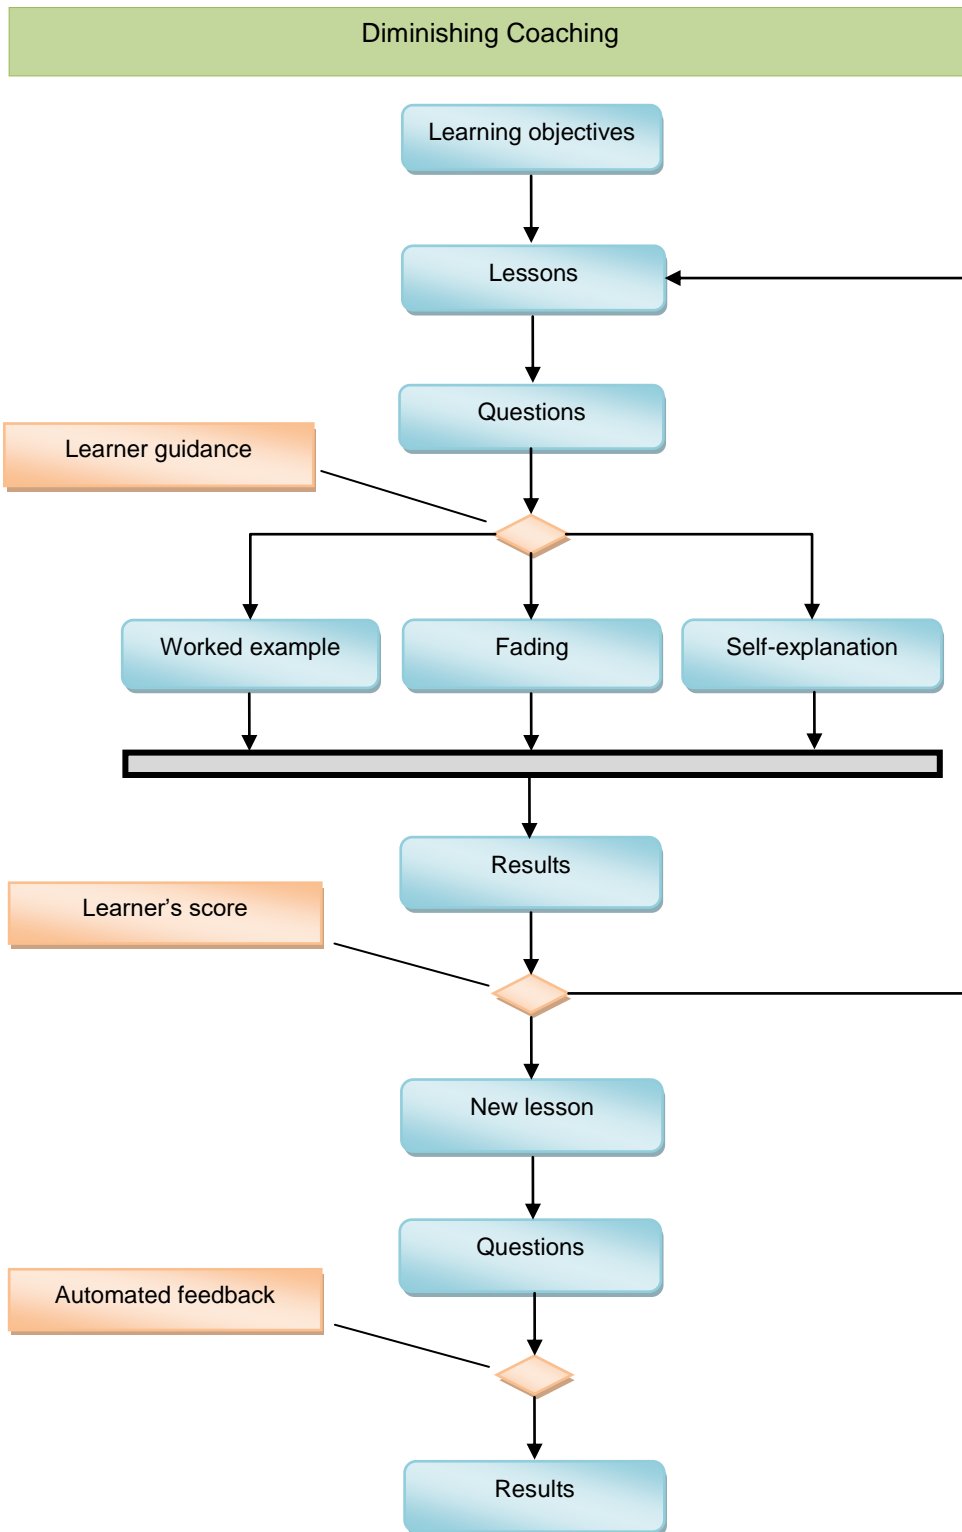 Diminishing Coaching
Learning objectives
Lessons
Questions
Learner guidance
Worked example
Fading
Self-explanation
Results
Learner’s score
New lesson
Questions
Automated feedback
Results